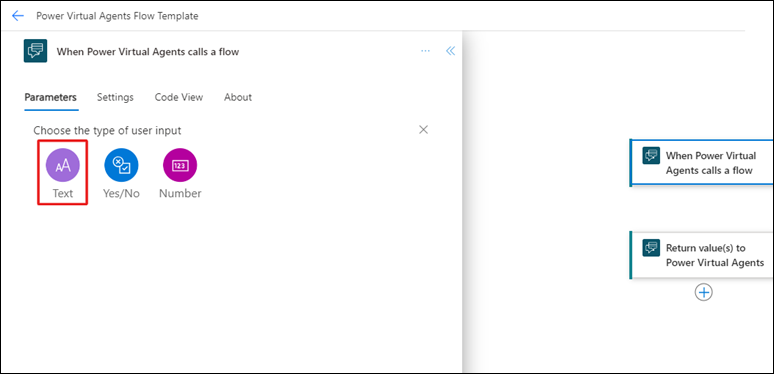 Power Virtual Agents Flow Template
When Power Virtual Agents calls a flow
Parameters Settings Code View About
Choose the type of user input
AA
123
Text Yes/No Number
When Power Virtual
Agents calls a flow
Return value(s) to
Power Virtual Agents